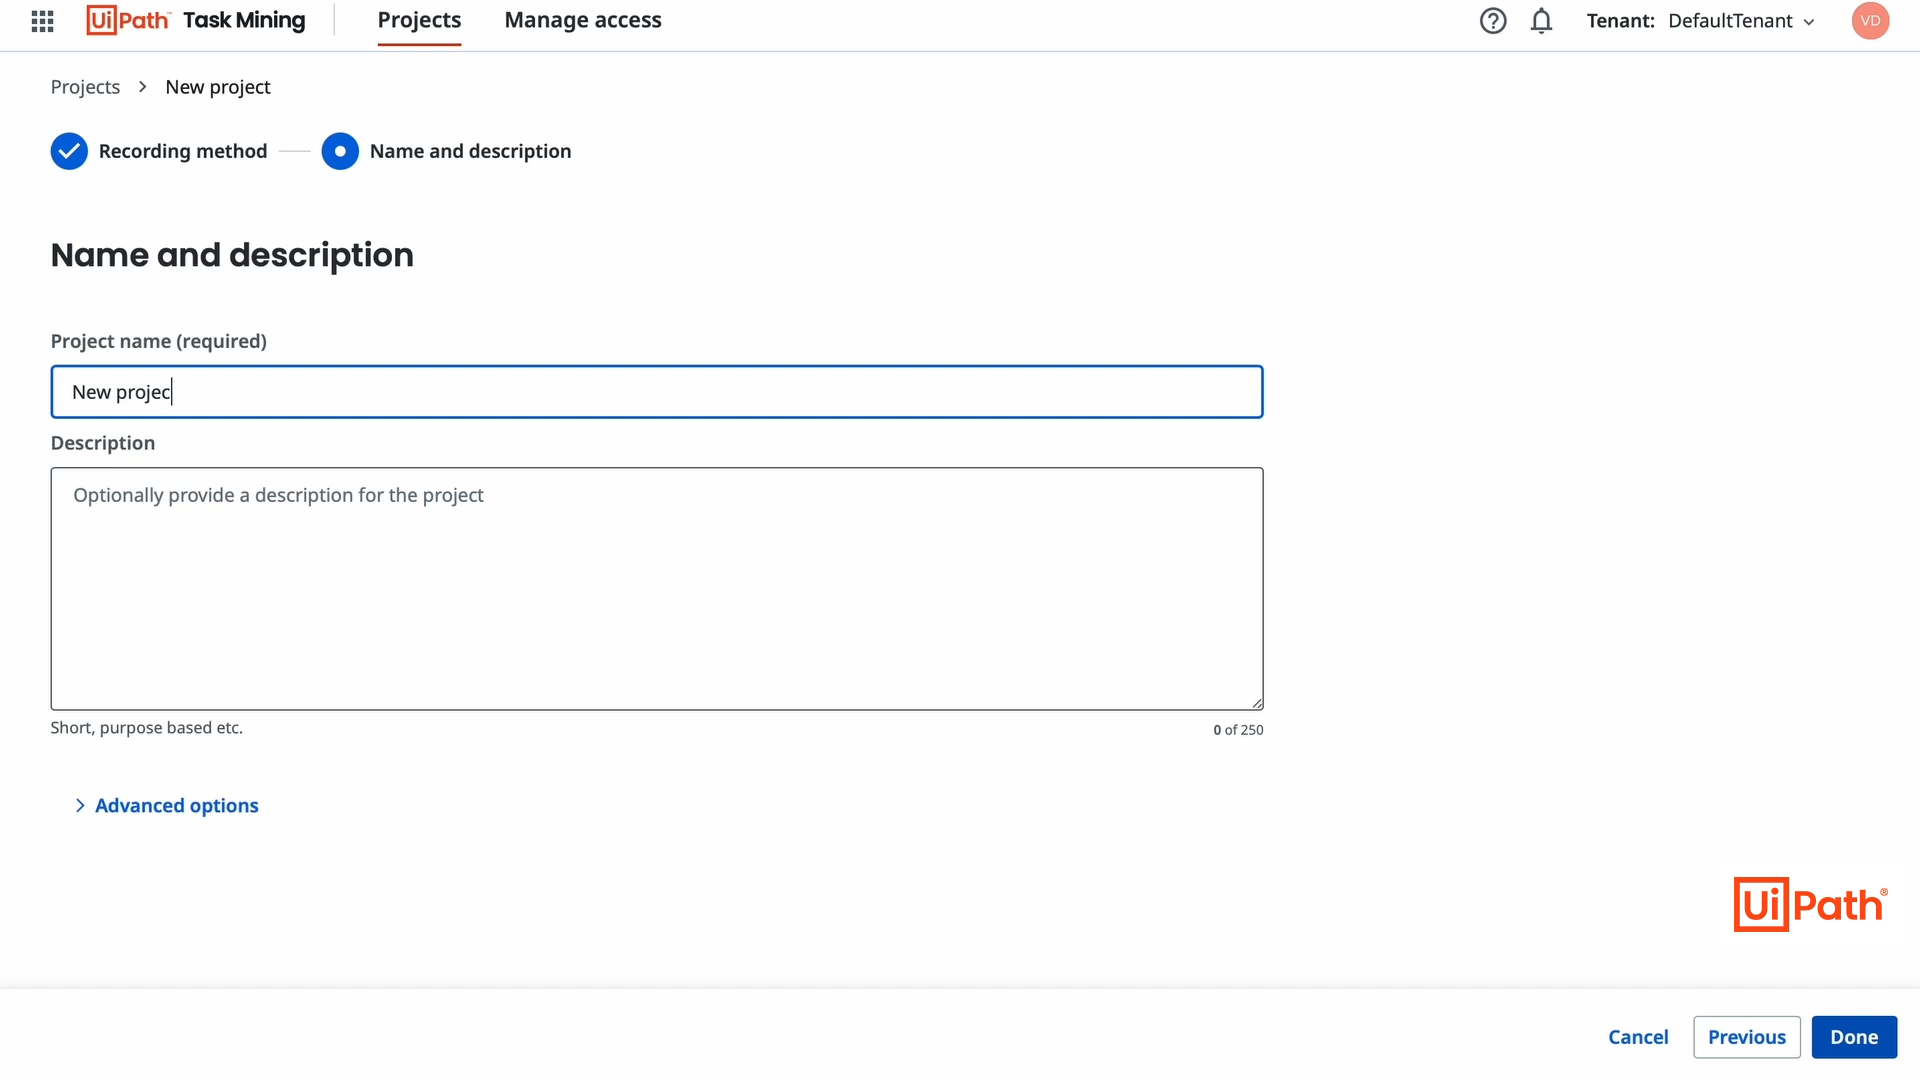 UiPath™ Task Mining Projects Manage access Tenant: DefaultTenant VD
Projects > New project
Recording method Name and description
Name and description
Project name (required)
New projec
Description
Optionally provide a description for the project
Short, purpose based etc. 0 of 250
Advanced options
UiPath®
Cancel Previous Done